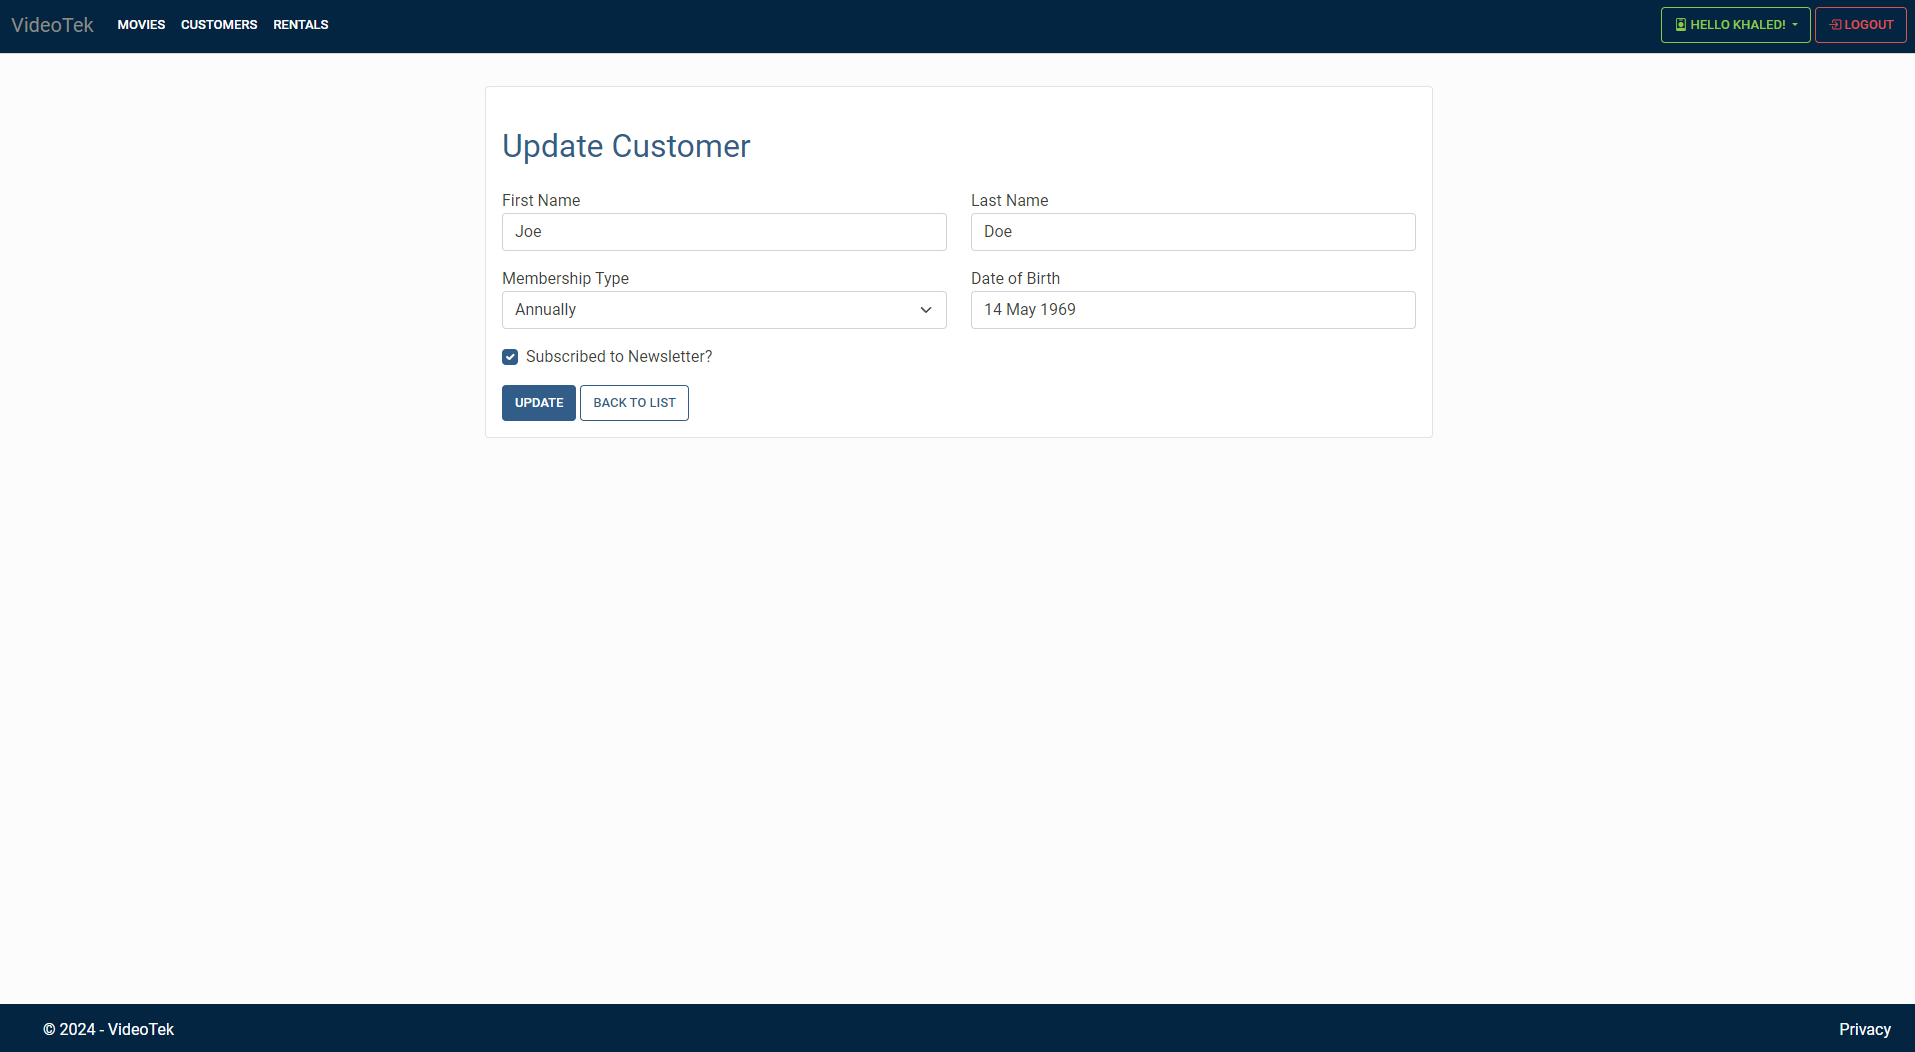 VideoTek MOVIES CUSTOMERS RENTALS HELLO KHALED! LOGOUT
Update Customer
First Name Last Name
Joe Doe
Membership Type Date of Birth
Annually 14 May 1969
Subscribed to Newsletter?
UPDATE BACK TO LIST
© 2024 - VideoTek Privacy